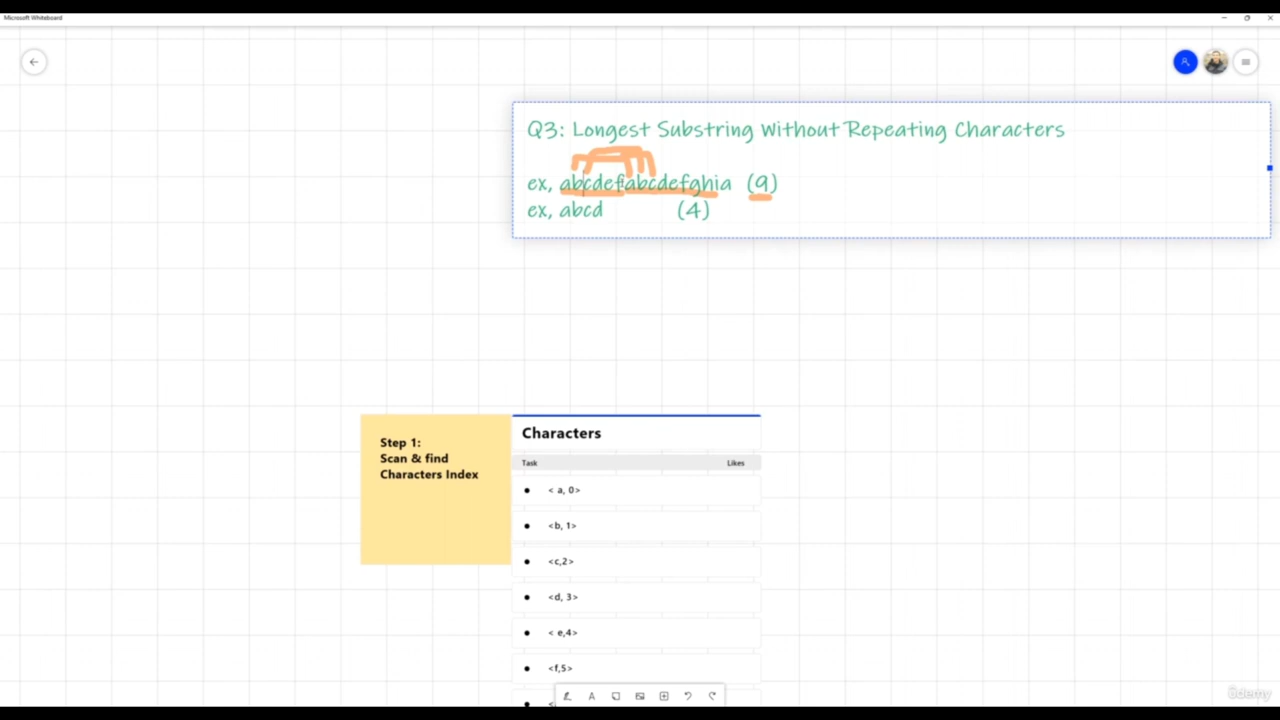 Microsoft Whiteboard
Q3: Longest Substring Without Repeating Characters
ex, abcdefabcdefghia (9)
ex, abcd (4)
Step 1:
Scan & find
Characters Index
Characters
Task Likes
< a, 0>
<b, 1>
<c,2>
<d, 3>
< e,4>
<f,5>
A
ûdemy